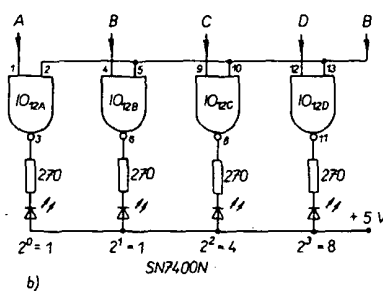 A B C D B
1 2 4 5 9 10 12 13
IO12A IO12B IO12C IO12D
3 6 8 11
270 270 270 270
+ 5 V
2⁰ = 1 2¹ = 1 2² = 4 2³ = 8
b) SN7400N